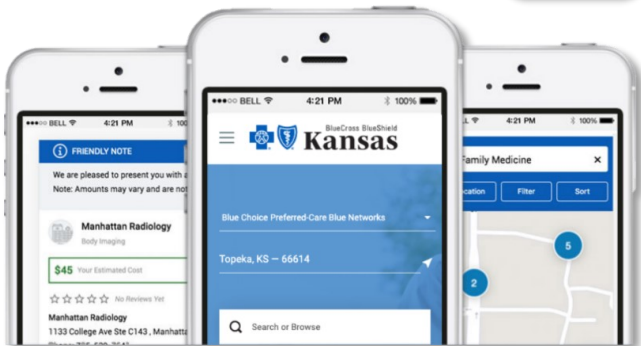 BELL 4:21 PM 100
FRIENDLY NOTE
We are pleased to present you with a
Note: Amounts may vary and are not
Manhattan Radiology
Body Imaging
$45 Your Estimated Cost
No Reviews Yet
Manhattan Radiology
1133 College Ave Ste C143, Manhatta
BELL 4:21 PM 100%
BlueCross BlueShield
Kansas
Blue Choice Preferred-Care Blue Networks
Topeka, KS — 66614
Search or Browse
4:21 PM 100%
Family Medicine ×
cation Filter Sort
5
2